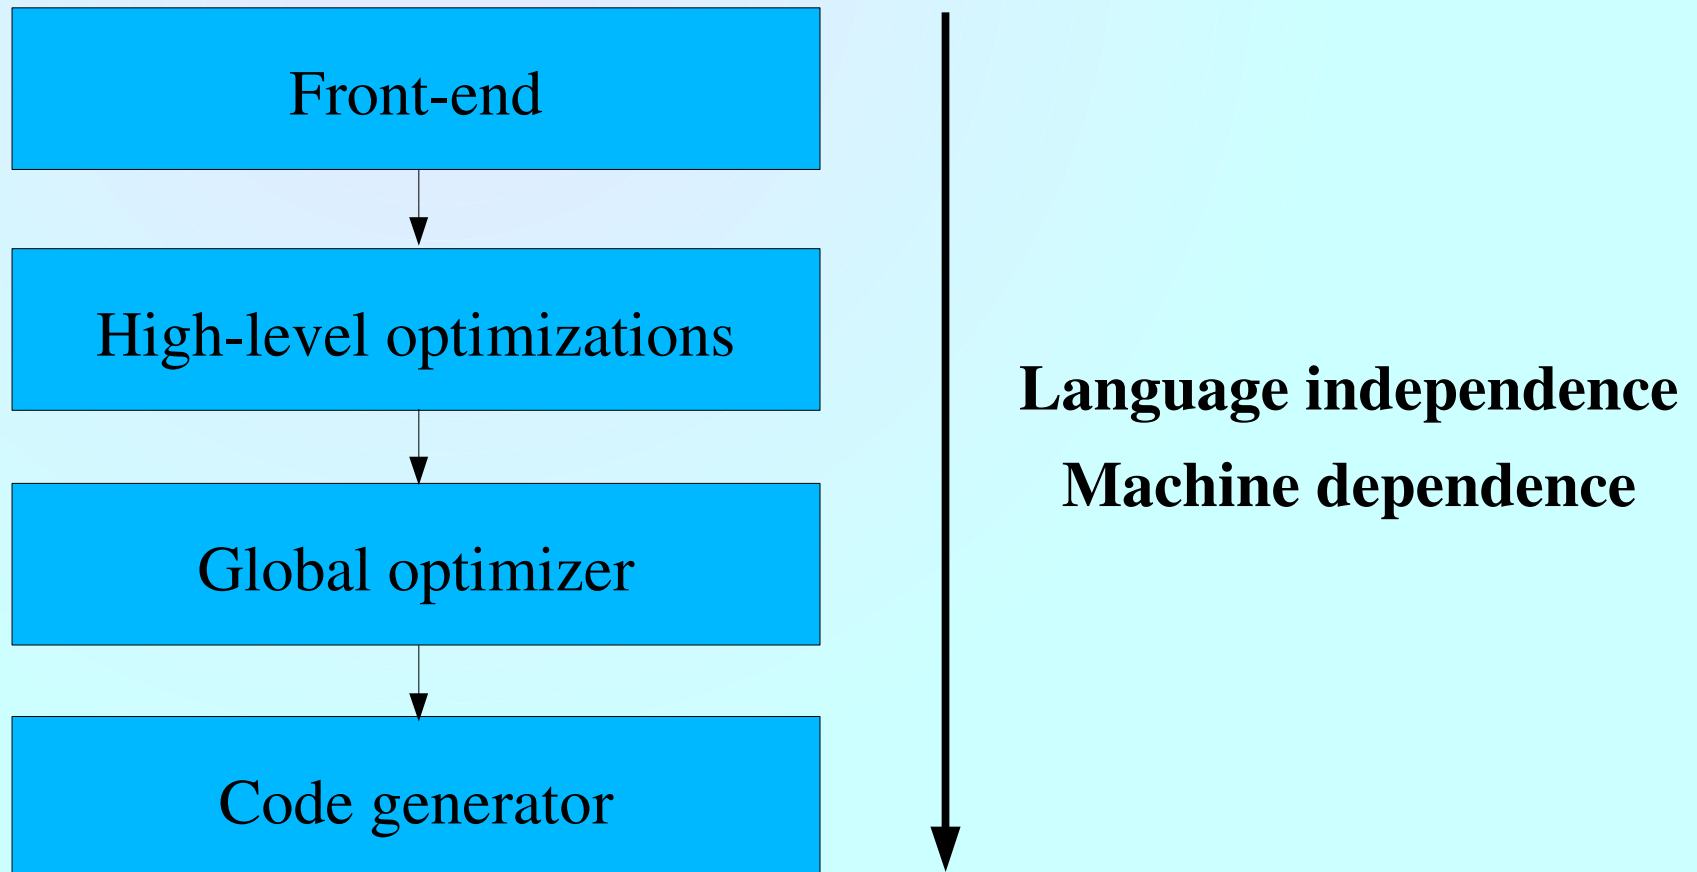 Front-end
High-level optimizations
Language independence
Machine dependence
Global optimizer
Code generator